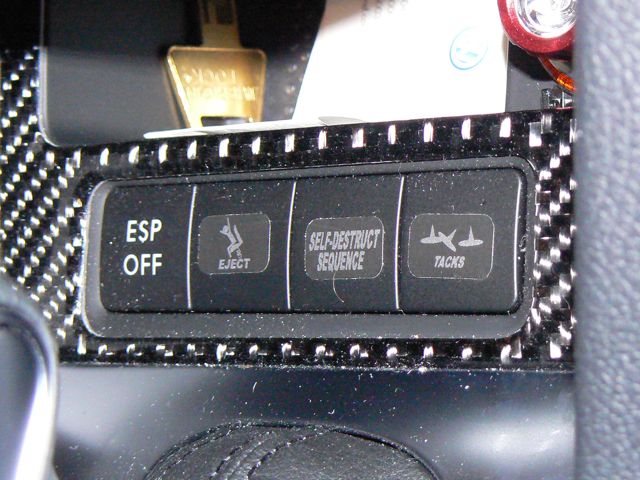 ESP
OFF
EJECT
SELF-DESTRUCT
SEQUENCE
TACKS